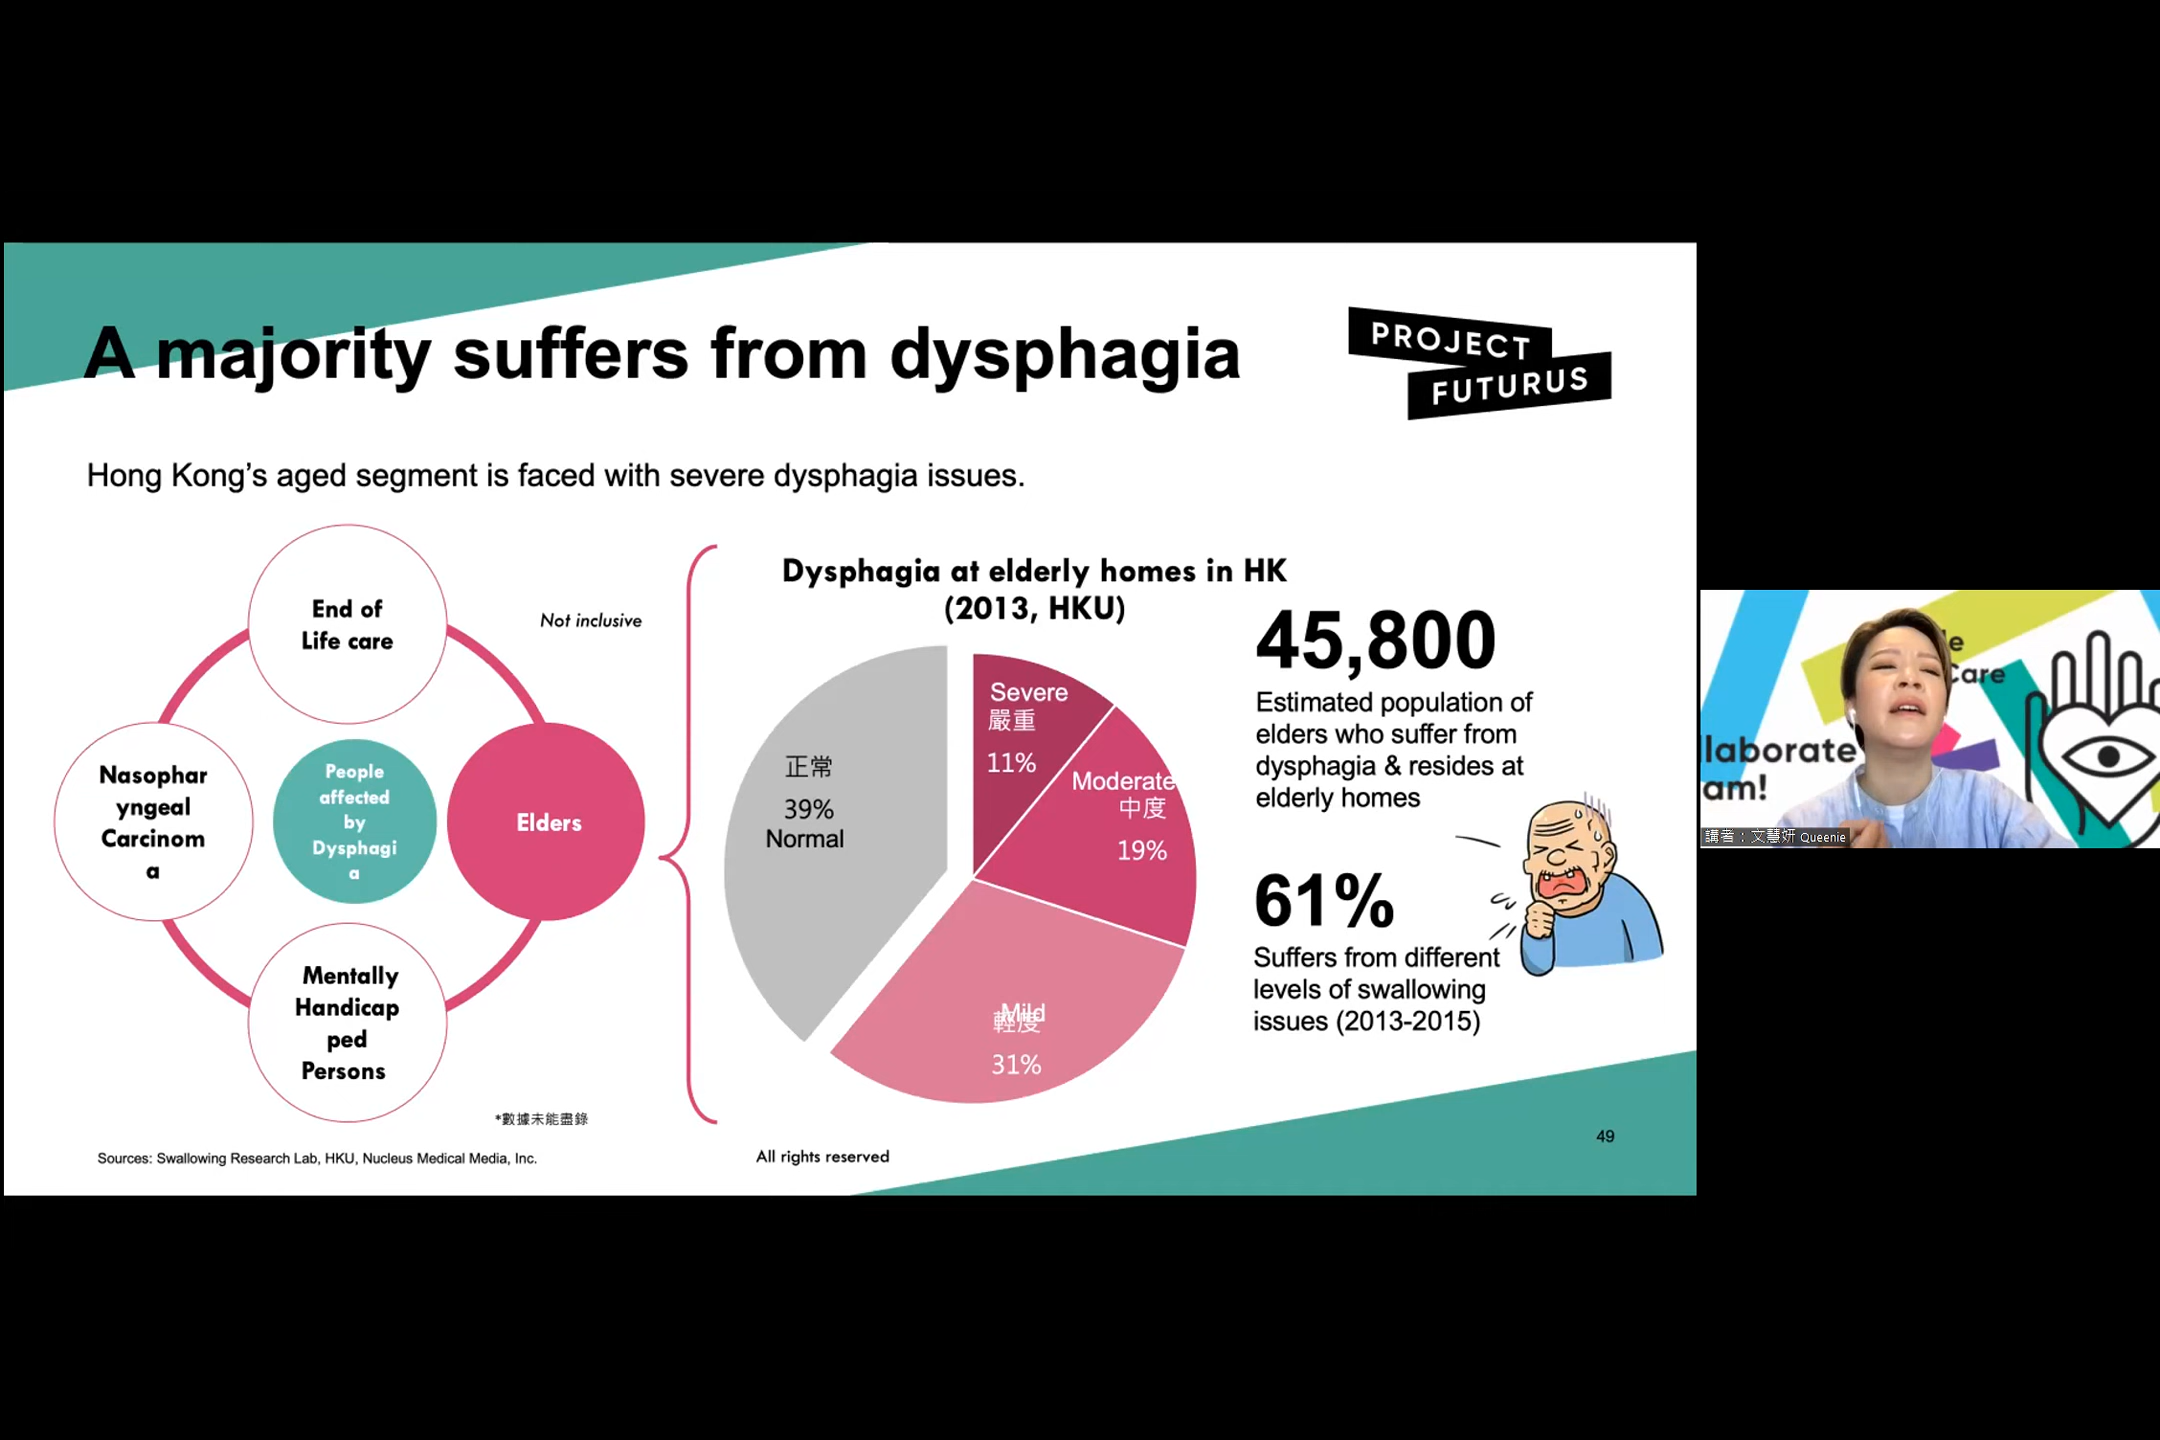 A majority suffers from dysphagia
PROJECT
FUTURUS
Hong Kong’s aged segment is faced with severe dysphagia issues.
End of
Life care
Not inclusive
Nasophar
yngeal
Carcinom
a
People
affected
by
Dysphagi
a
Elders
Mentally
Handicap
ped
Persons
*數據未能盡錄
Sources: Swallowing Research Lab, HKU, Nucleus Medical Media, Inc.
Dysphagia at elderly homes in HK
(2013, HKU)
正常
39%
Normal
Severe
嚴重
11%
Moderate
中度
19%
Mild
輕度
31%
All rights reserved
45,800
Estimated population of
elders who suffer from
dysphagia & resides at
elderly homes
61%
Suffers from different
levels of swallowing
issues (2013-2015)
49
le
Care
llaborate
am!
講者：文慧妍 Queenie